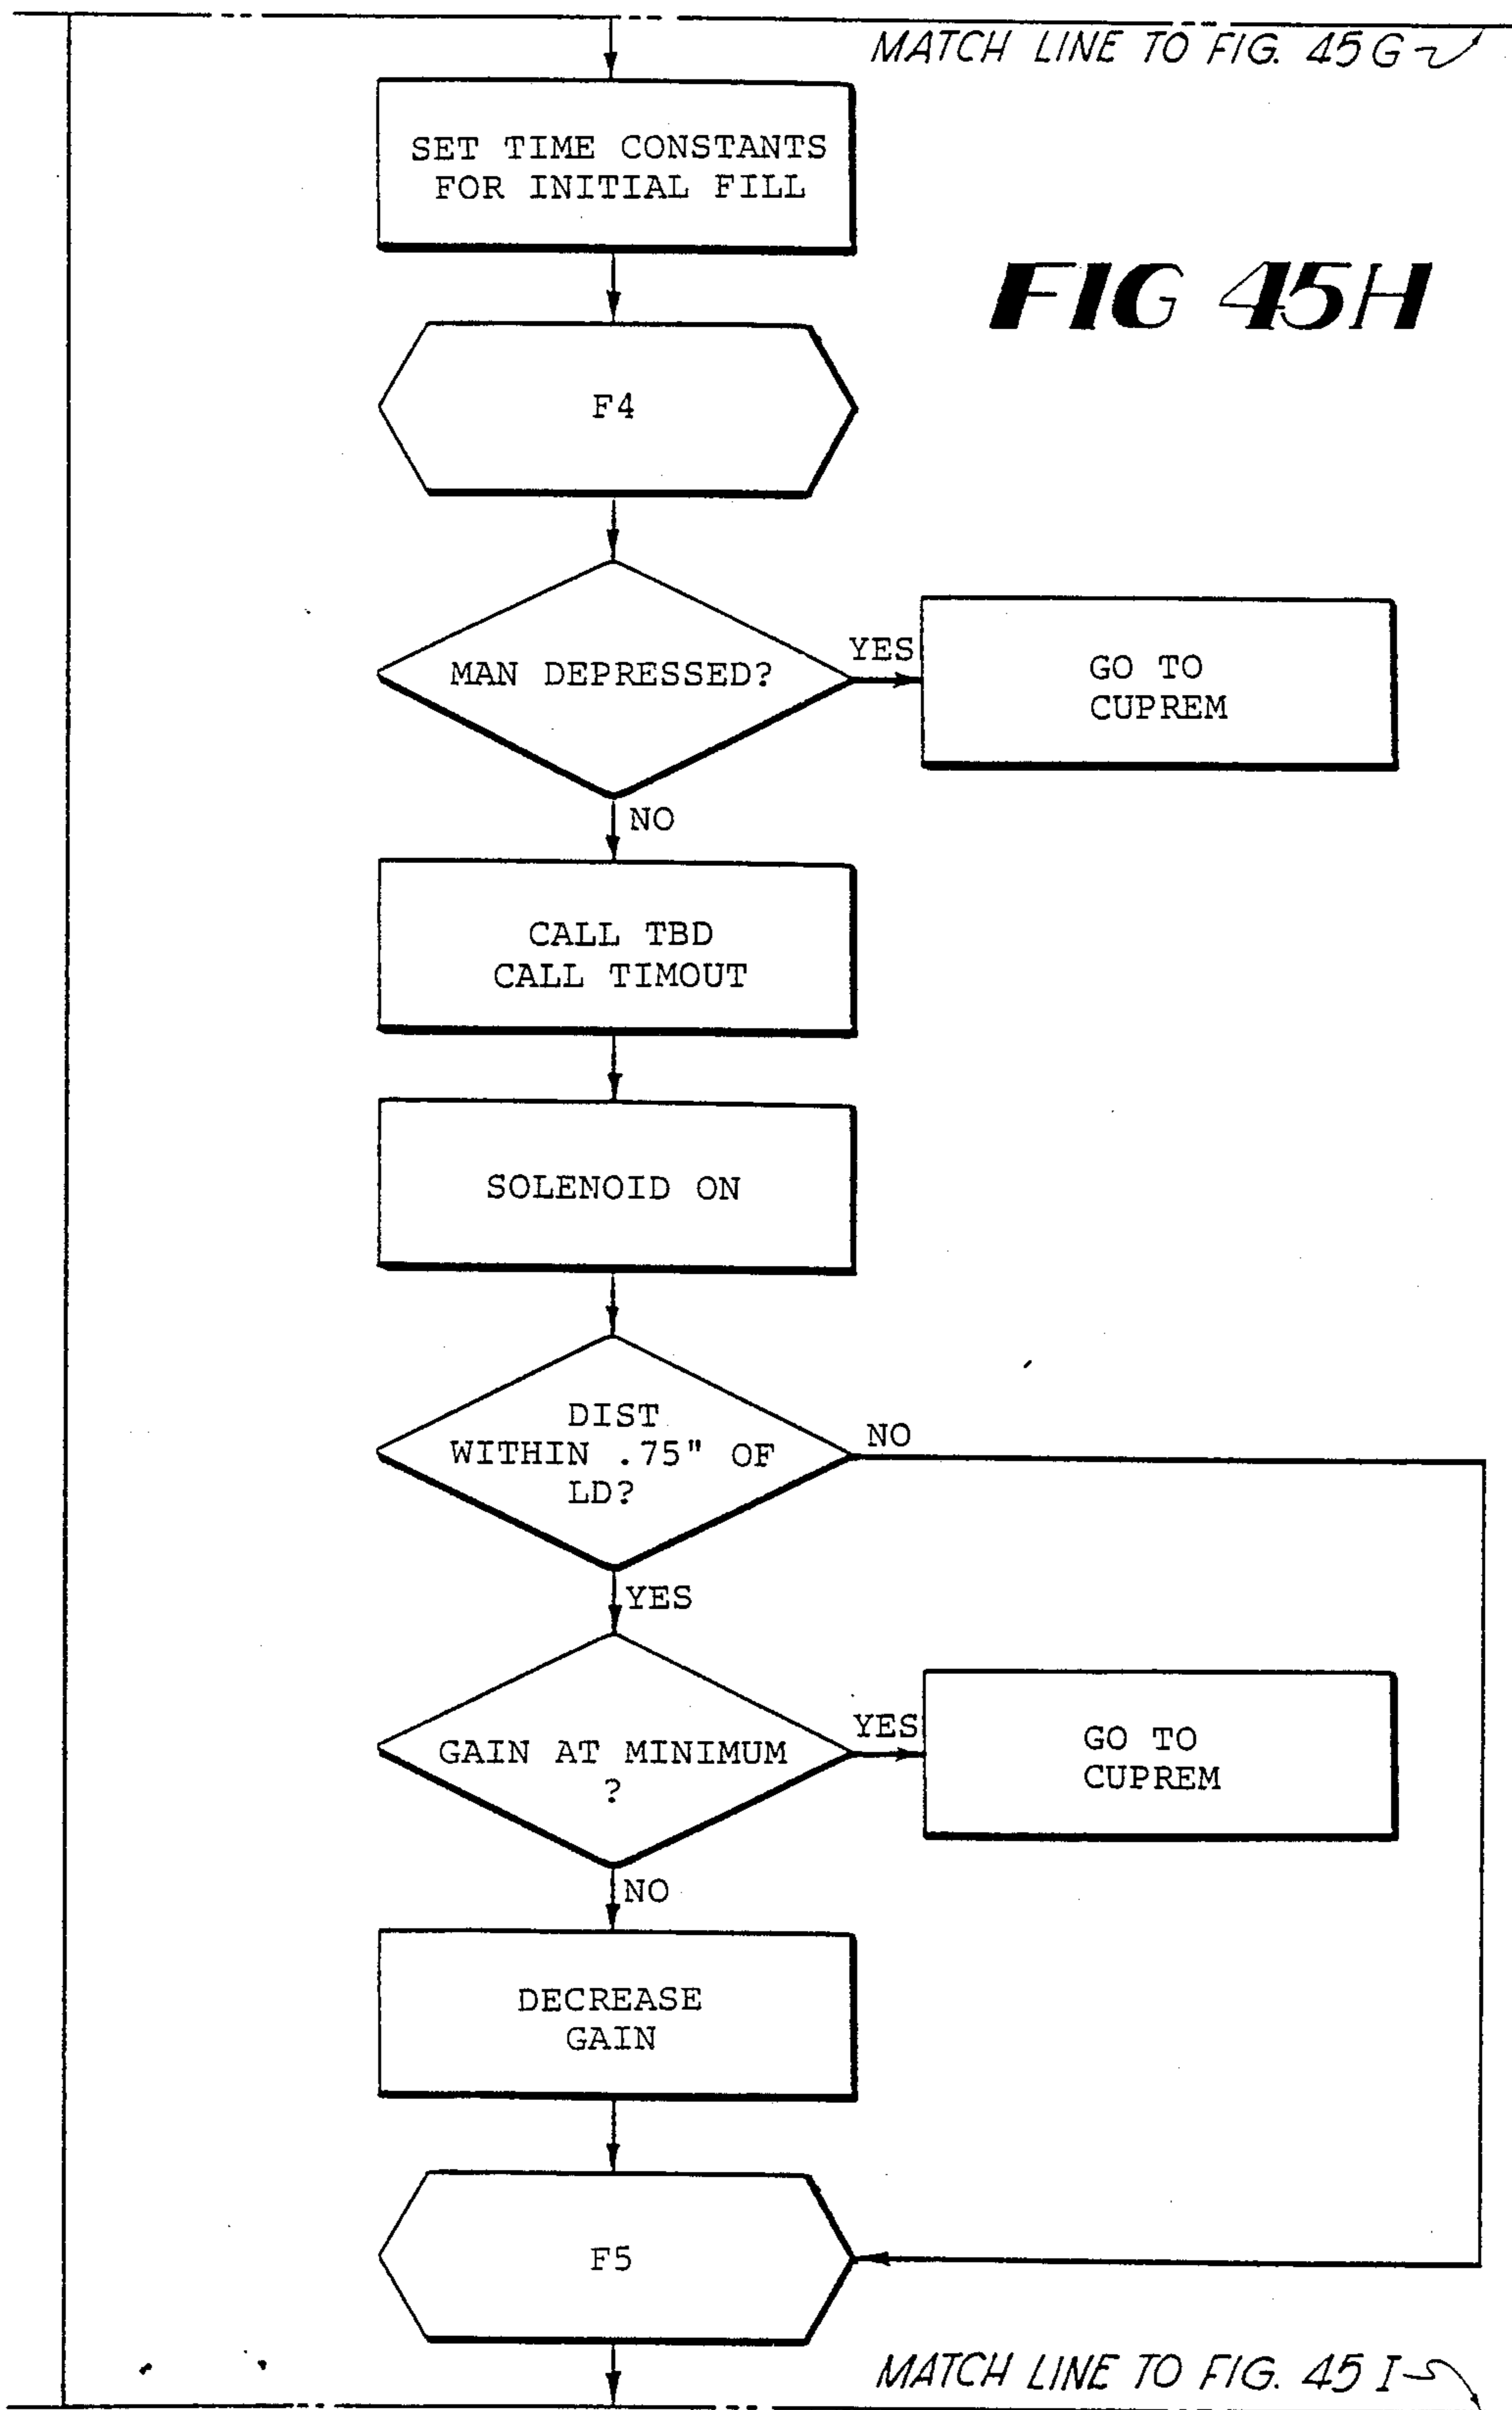 MATCH LINE TO FIG. 45G
SET TIME CONSTANTS
FOR INITIAL FILL
FIG 45H
F4
MAN DEPRESSED?
YES
GO TO
CUPREM
NO
CALL TBD
CALL TIMOUT
SOLENOID ON
DIST
WITHIN .75" OF
LD?
NO
YES
GAIN AT MINIMUM
?
YES
GO TO
CUPREM
NO
DECREASE
GAIN
F5
MATCH LINE TO FIG. 45 I